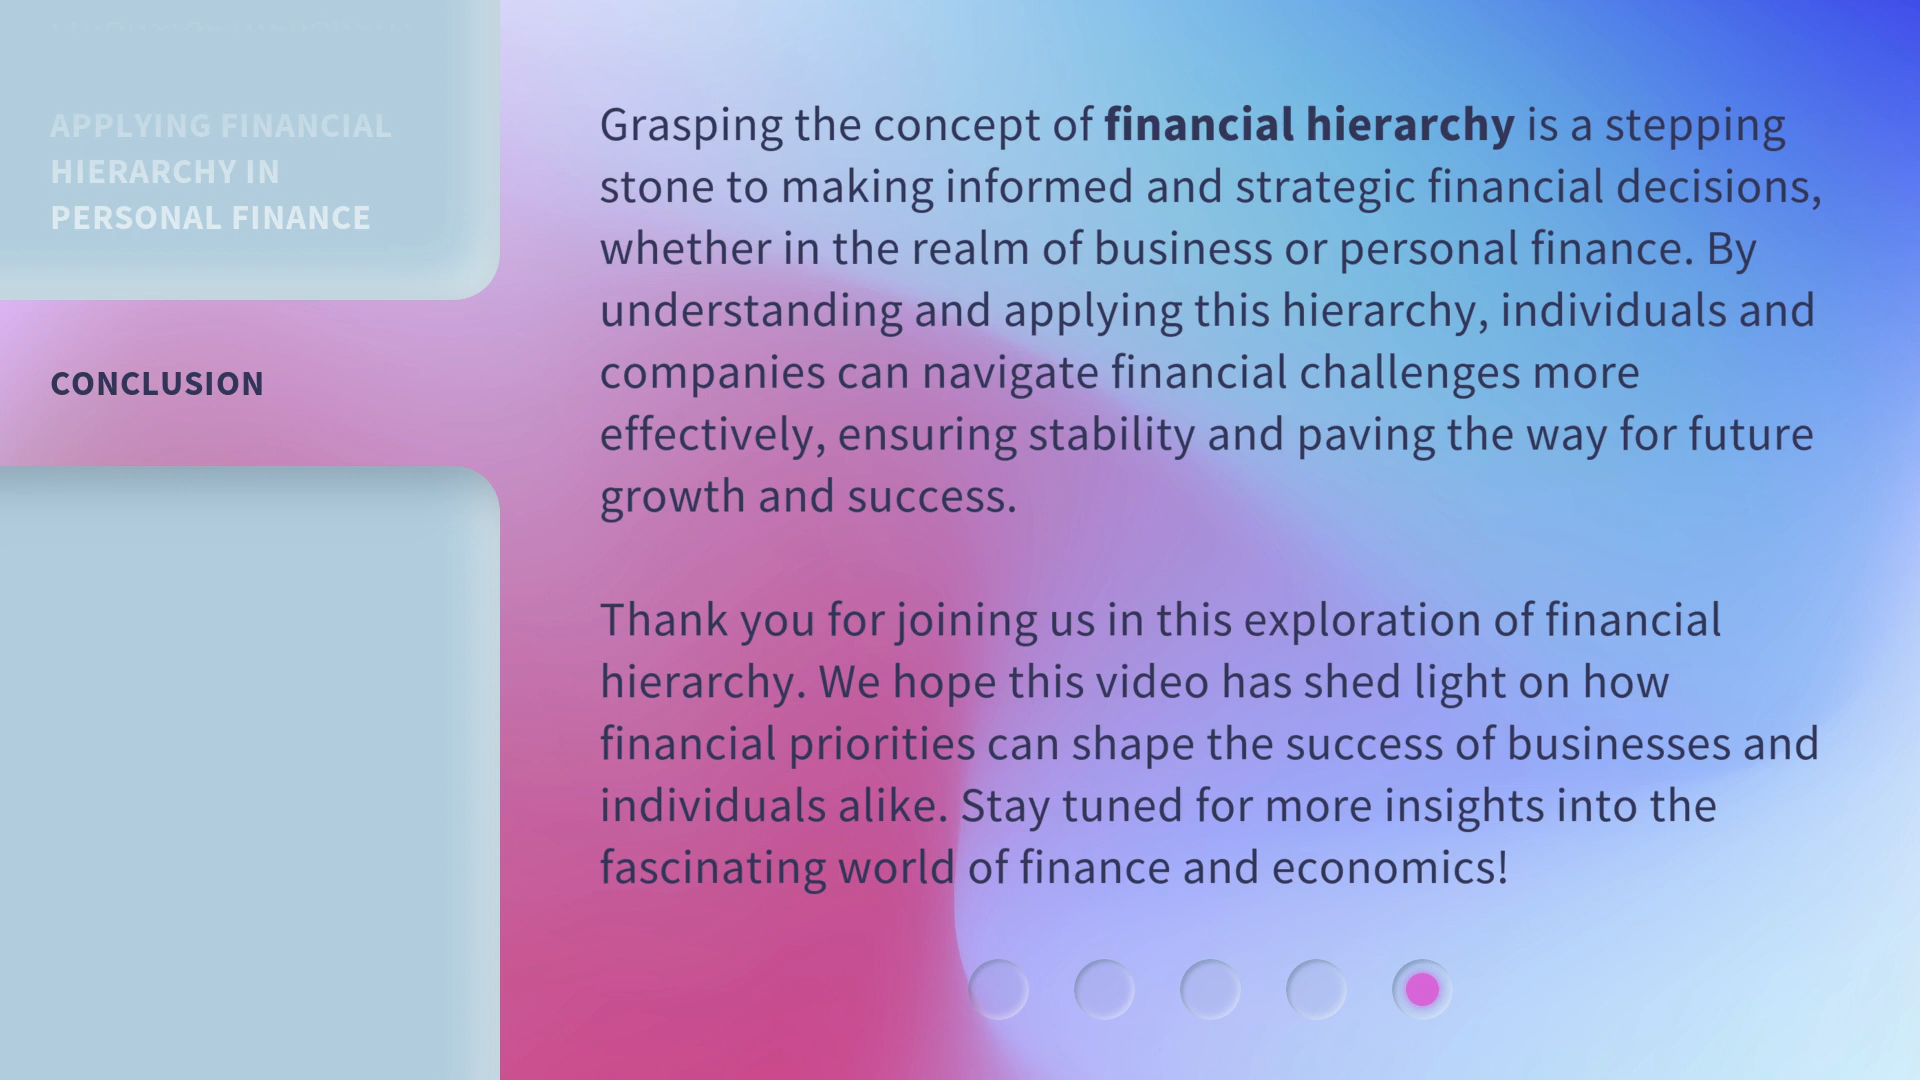 APPLYING FINANCIAL
HIERARCHY IN
PERSONAL FINANCE
CONCLUSION
Grasping the concept of financial hierarchy is a stepping
stone to making informed and strategic financial decisions,
whether in the realm of business or personal finance. By
understanding and applying this hierarchy, individuals and
companies can navigate financial challenges more
effectively, ensuring stability and paving the way for future
growth and success.
Thank you for joining us in this exploration of financial
hierarchy. We hope this video has shed light on how
financial priorities can shape the success of businesses and
individuals alike. Stay tuned for more insights into the
fascinating world of finance and economics!